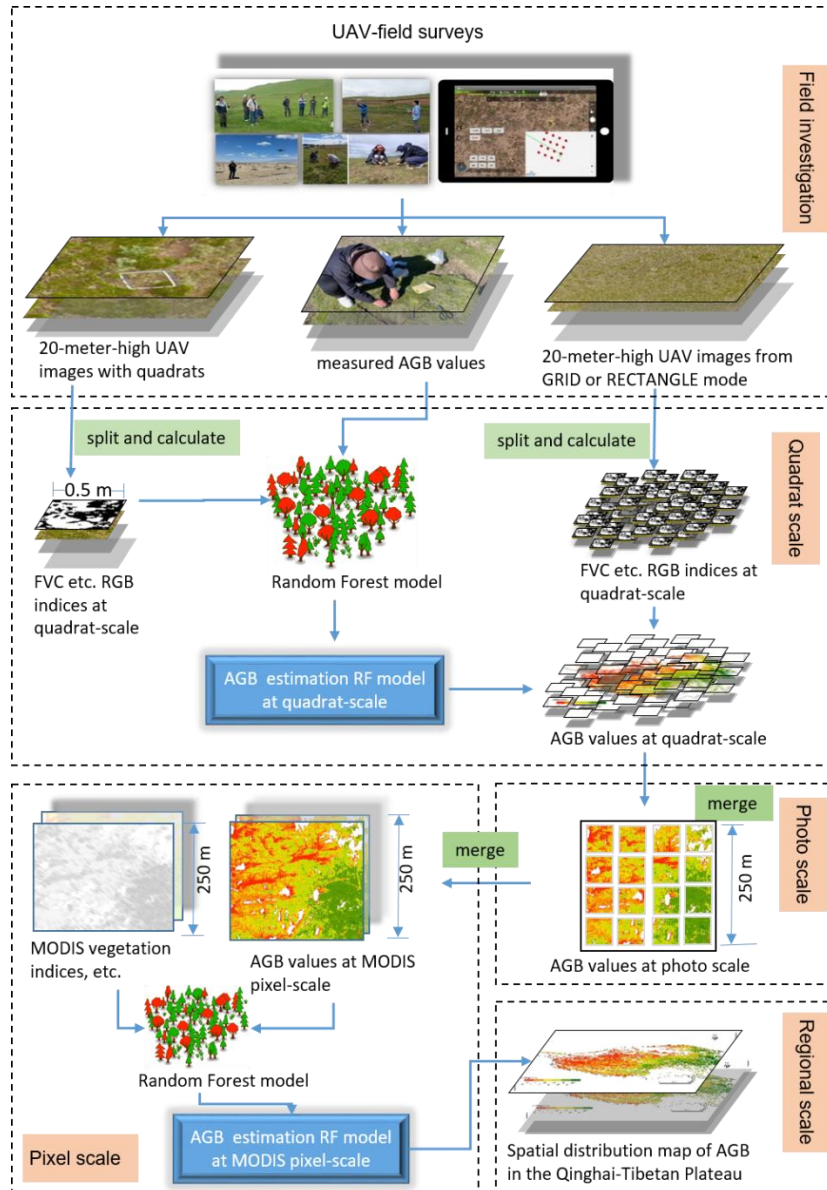 UAV-field surveys
Field investigation
20-meter-high UAV
images with quadrats
measured AGB values
20-meter-high UAV images from
GRID or RECTANGLE mode
split and calculate
split and calculate
Quadrat scale
0.5 m
FVC etc. RGB
indices at
quadrat-scale
Random Forest model
FVC etc. RGB indices at
quadrat-scale
AGB estimation RF model
at quadrat-scale
AGB values at quadrat-scale
merge
Photo scale
merge
250 m
250 m
250 m
MODIS vegetation
indices, etc.
AGB values at MODIS
pixel-scale
AGB values at photo scale
Random Forest model
Regional scale
AGB estimation RF model
at MODIS pixel-scale
Pixel scale
Spatial distribution map of AGB
in the Qinghai-Tibetan Plateau